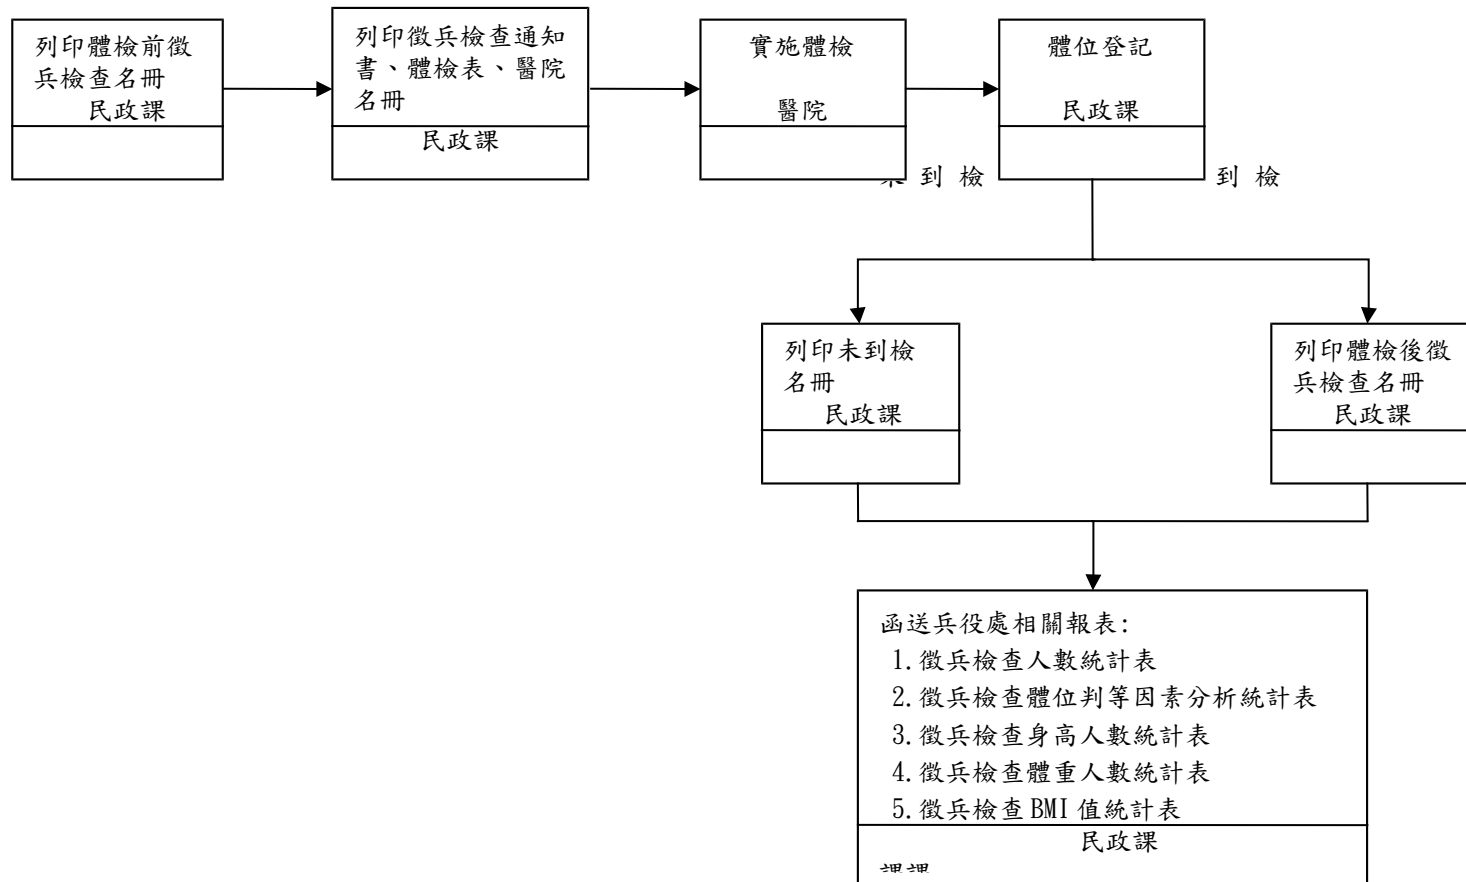 列印體檢前徵
兵檢查名冊
民政課
列印徵兵檢查通知
書、體檢表、醫院
名冊
民政課
實施體檢
醫院
體位登記
民政課
到檢
到檢
列印未到檢
名冊
民政課
列印體檢後徵
兵檢查名冊
民政課
函送兵役處相關報表:
1.徵兵檢查人數統計表
2.徵兵檢查體位判等因素分析統計表
3.徵兵檢查身高人數統計表
4.徵兵檢查體重人數統計表
5.徵兵檢查BMI值統計表
民政課